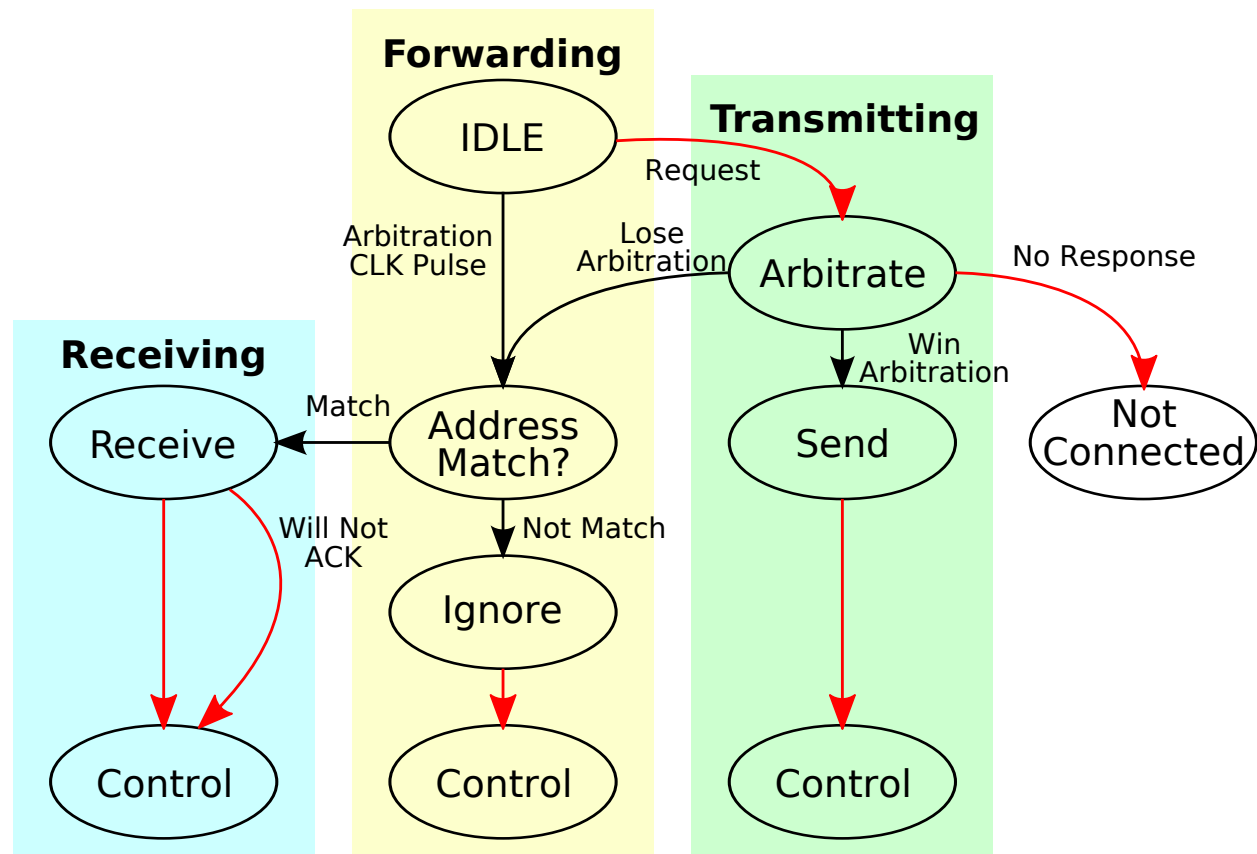 Forwarding
IDLE
Transmitting
Request
Arbitration
CLK Pulse
Lose
Arbitration
Arbitrate
No Response
Receiving
Win
Arbitration
Receive
Match
Address
Match?
Send
Not
Connected
Will Not
ACK
Not Match
Ignore
Control
Control
Control